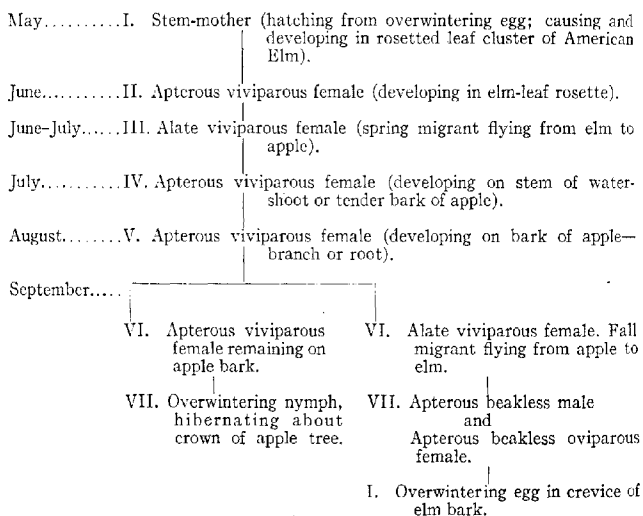 May..........I. Stem-mother (hatching from overwintering egg; causing and
developing in rosetted leaf cluster of American
Elm).
June..........II. Apterous viviparous female (developing in elm-leaf rosette).
June-July......III. Alate viviparous female (spring migrant flying from elm to
apple).
July..........IV. Apterous viviparous female (developing on stem of water-
shoot or tender bark of apple).
August........V. Apterous viviparous female (developing on bark of apple—
branch or root).
September.....
VI. Apterous viviparous
female remaining on
apple bark.
VII. Overwintering nymph,
hibernating about
crown of apple tree.
VI. Alate viviparous female. Fall
migrant flying from apple to
elm.
VII. Apterous beakless male
and
Apterous beakless oviparous
female.
I. Overwintering egg in crevice of
elm bark.